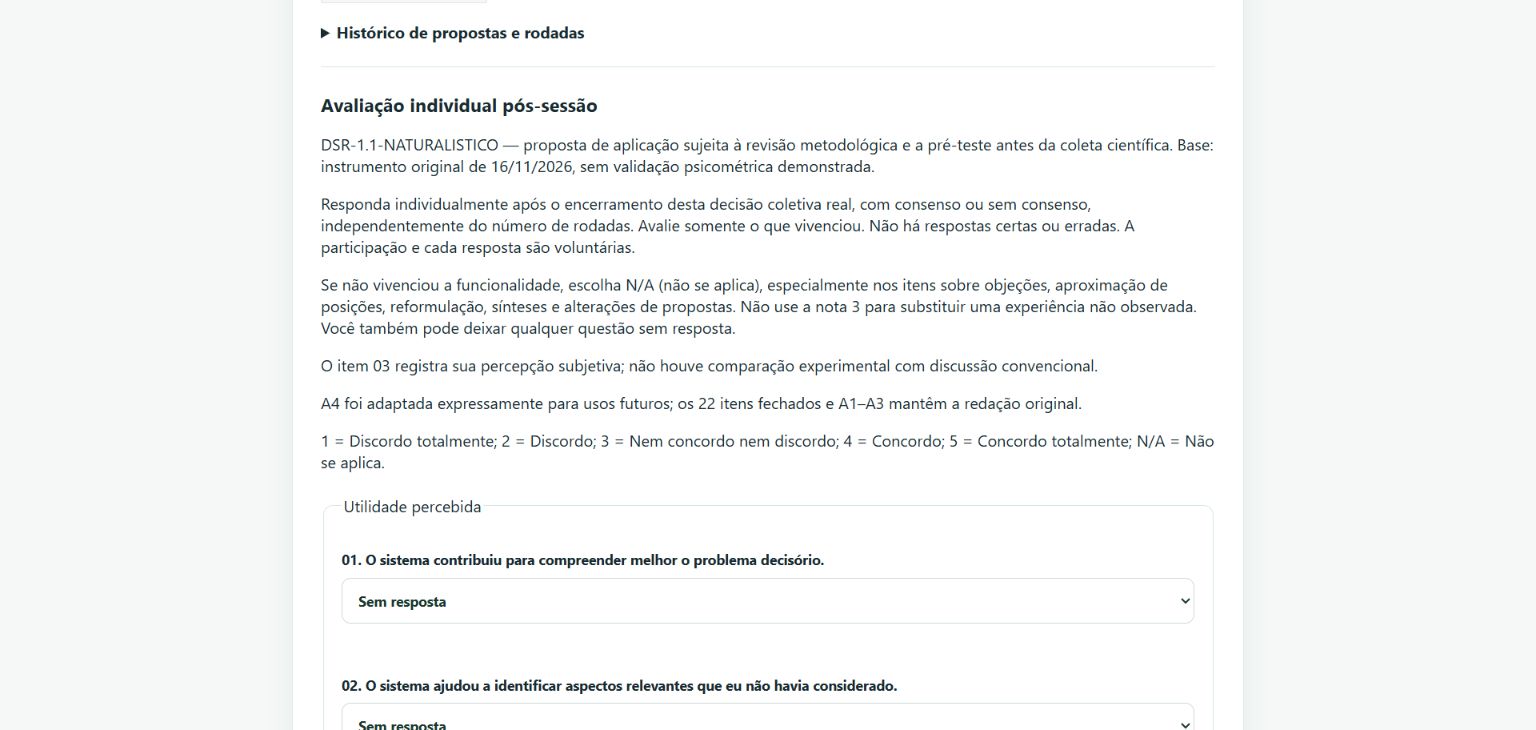 Histórico de propostas e rodadas
Avaliação individual pós-sessão
DSR-1.1-NATURALISTICO — proposta de aplicação sujeita à revisão metodológica e a pré-teste antes da coleta científica. Base:
instrumento original de 16/11/2026, sem validação psicométrica demonstrada.
Responda individualmente após o encerramento desta decisão coletiva real, com consenso ou sem consenso,
independentemente do número de rodadas. Avalie somente o que vivenciou. Não há respostas certas ou erradas. A
participação e cada resposta são voluntárias.
Se não vivenciou a funcionalidade, escolha N/A (não se aplica), especialmente nos itens sobre objeções, aproximação de
posições, reformulação, sínteses e alterações de propostas. Não use a nota 3 para substituir uma experiência não observada.
Você também pode deixar qualquer questão sem resposta.
O item 03 registra sua percepção subjetiva; não houve comparação experimental com discussão convencional.
A4 foi adaptada expressamente para usos futuros; os 22 itens fechados e A1–A3 mantêm a redação original.
1 = Discordo totalmente; 2 = Discordo; 3 = Nem concordo nem discordo; 4 = Concordo; 5 = Concordo totalmente; N/A = Não
se aplica.
Utilidade percebida
01. O sistema contribuiu para compreender melhor o problema decisório.
Sem resposta
02. O sistema ajudou a identificar aspectos relevantes que eu não havia considerado.
Sem resposta